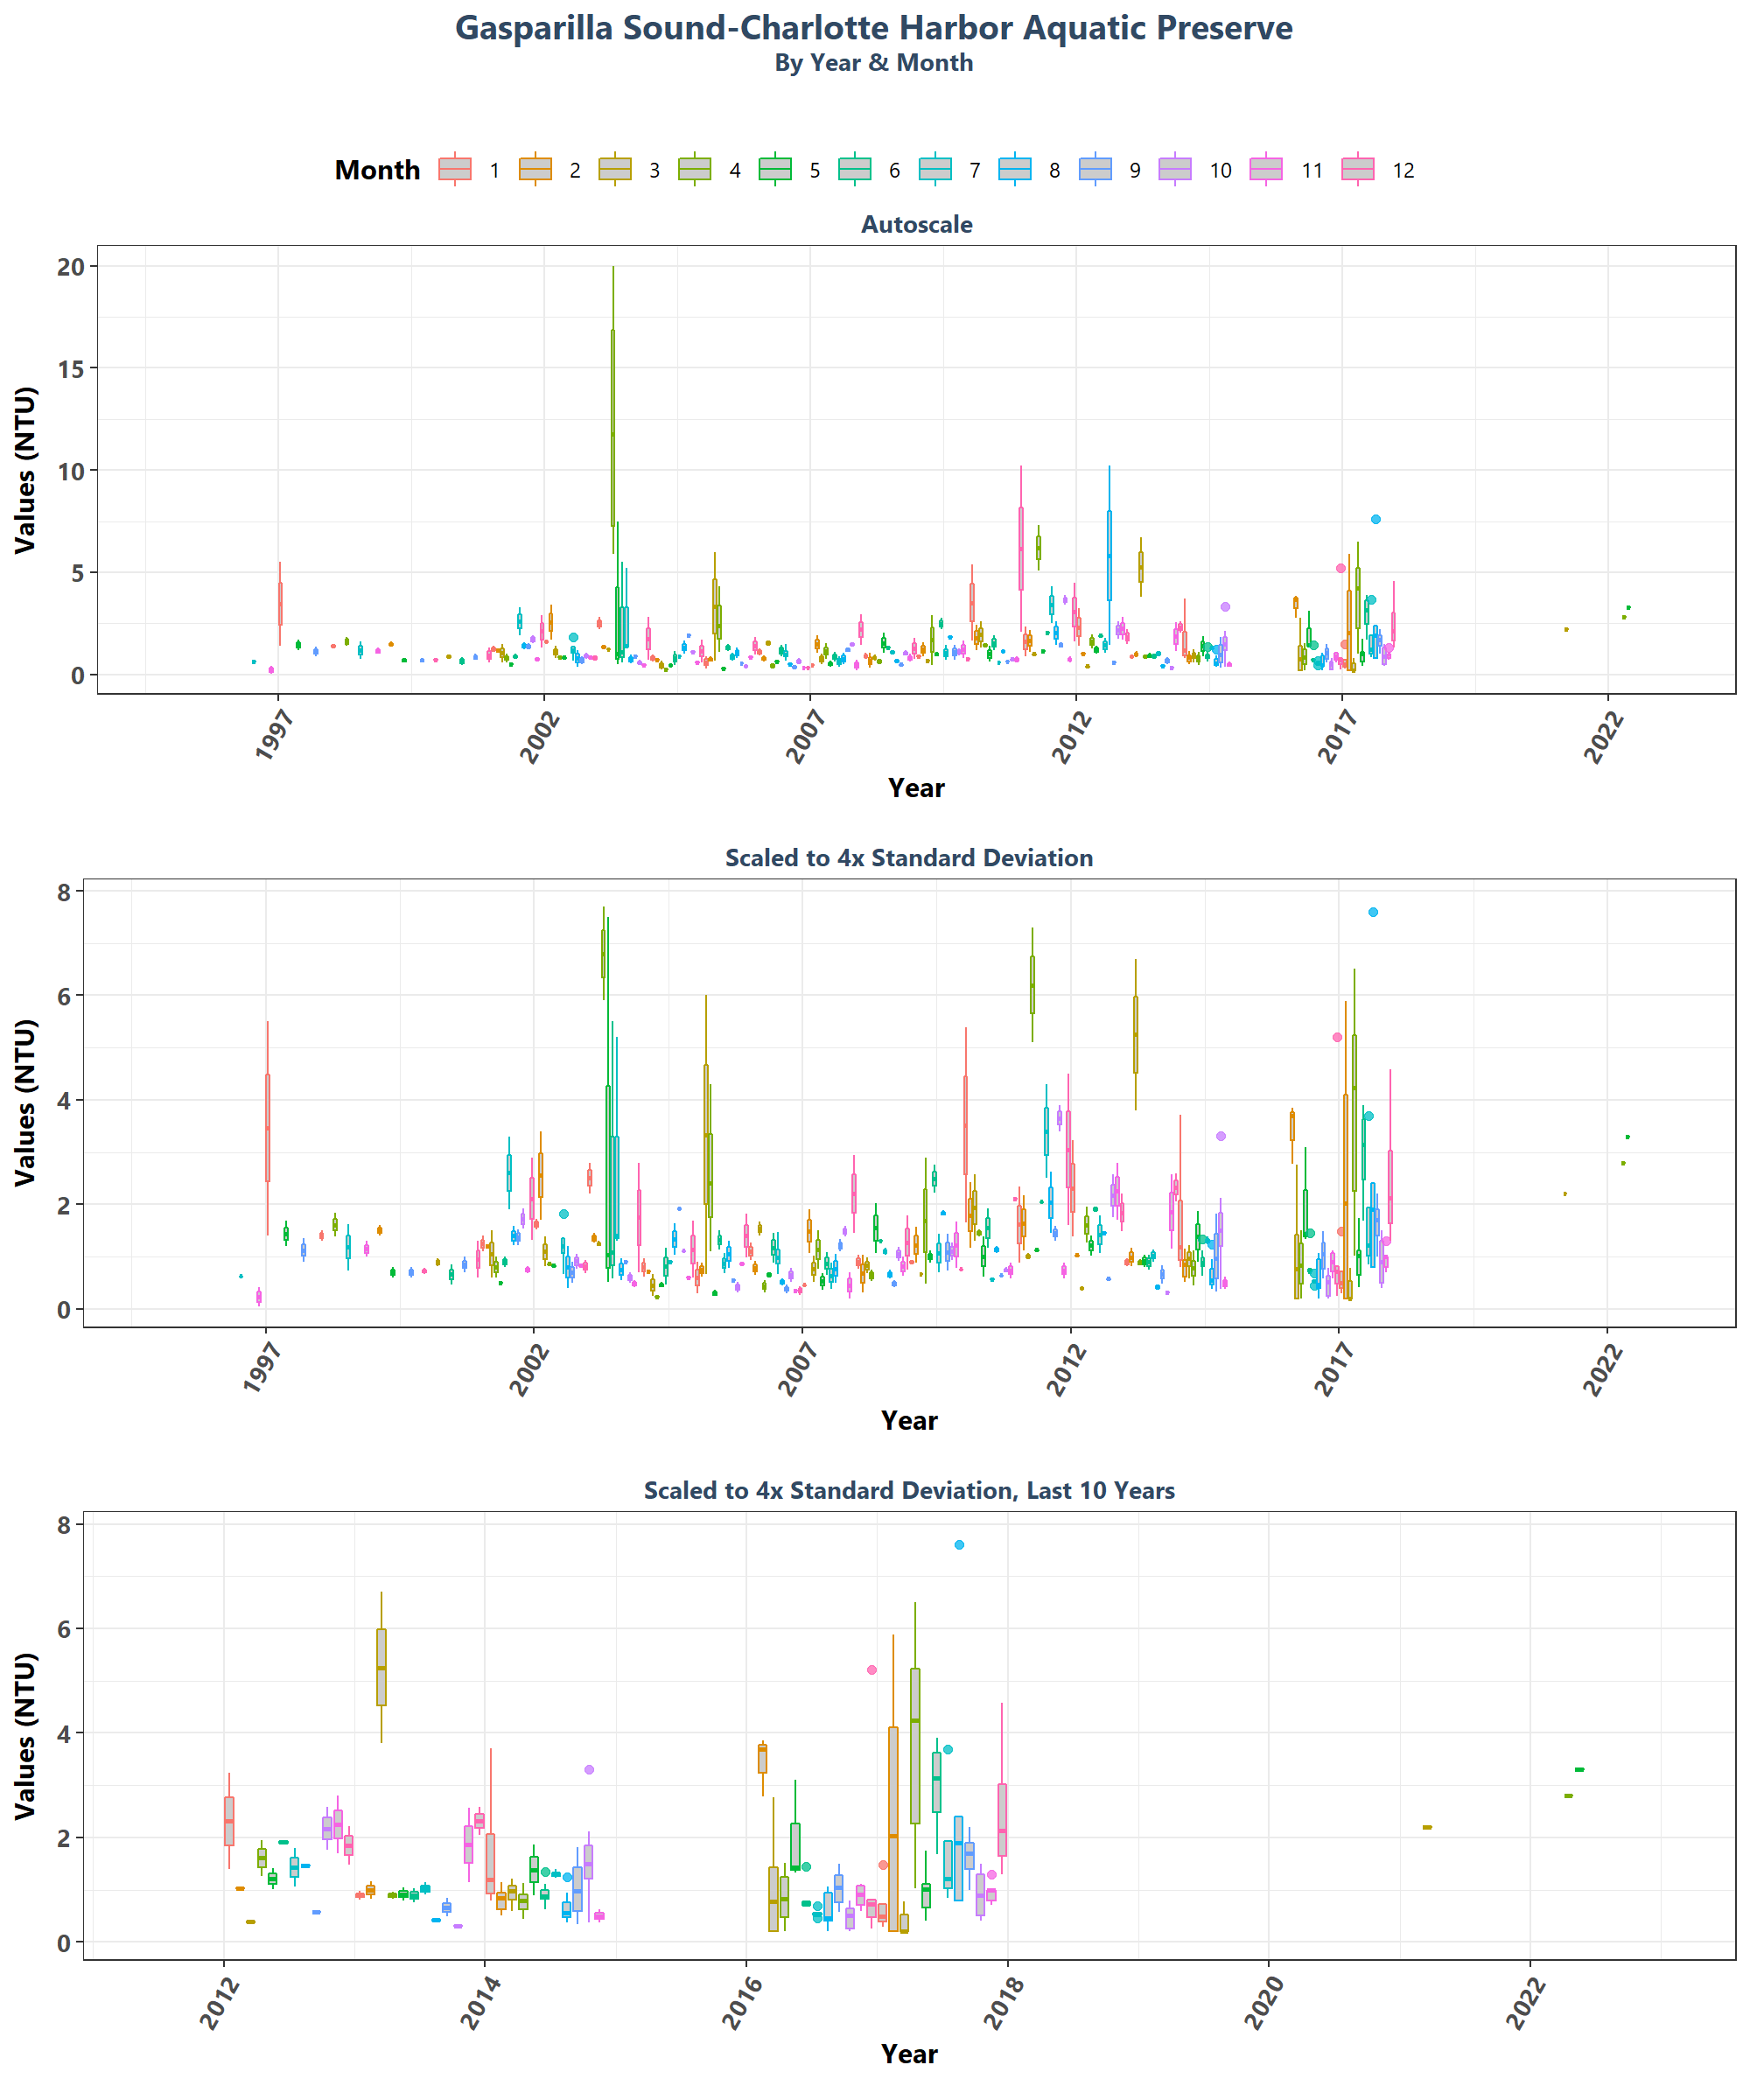 Gasparilla Sound-Charlotte Harbor Aquatic Preserve
By Year & Month
Month 1 2 3 4 5 6 7 8 9 10 11 12
Autoscale
Values (NTU)
20
15
10
5
0
1997 2002 2007 2012 2017 2022
Year
Scaled to 4x Standard Deviation
Values (NTU)
8
6
4
2
0
1997 2002 2007 2012 2017 2022
Year
Scaled to 4x Standard Deviation, Last 10 Years
Values (NTU)
8
6
4
2
0
2012 2014 2016 2018 2020 2022
Year